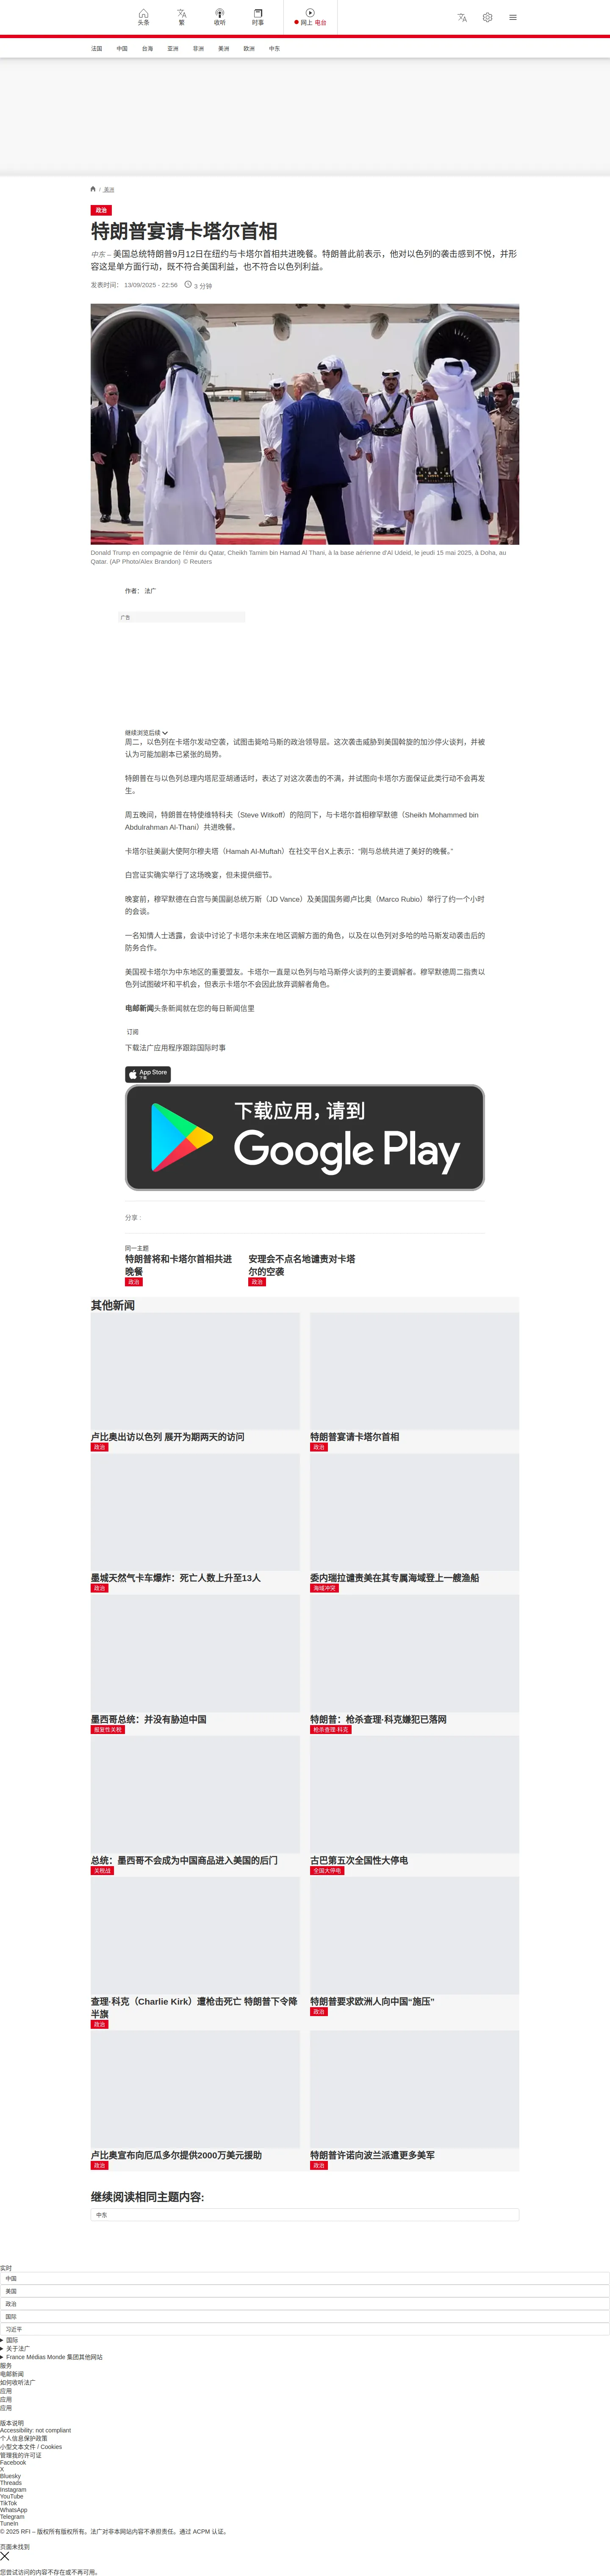 头条
繁
收听
时事
网上 电台
法国 中国 台海 亚洲 非洲 美洲 欧洲 中东
/ 美洲
政治
特朗普宴请卡塔尔首相
中东 – 美国总统特朗普9月12日在纽约与卡塔尔首相共进晚餐。特朗普此前表示，他对以色列的袭击感到不悦，并形
容这是单方面行动，既不符合美国利益，也不符合以色列利益。
发表时间： 13/09/2025 - 22:56 3 分钟
Donald Trump en compagnie de l'émir du Qatar, Cheikh Tamim bin Hamad Al Thani, à la base aérienne d'Al Udeid, le jeudi 15 mai 2025, à Doha, au
Qatar. (AP Photo/Alex Brandon) © Reuters
作者： 法广
广告
继续浏览后续
周二，以色列在卡塔尔发动空袭，试图击毙哈马斯的政治领导层。这次袭击威胁到美国斡旋的加沙停火谈判，并被
认为可能加剧本已紧张的局势。
特朗普在与以色列总理内塔尼亚胡通话时，表达了对这次袭击的不满，并试图向卡塔尔方面保证此类行动不会再发
生。
周五晚间，特朗普在特使维特科夫（Steve Witkoff）的陪同下，与卡塔尔首相穆罕默德（Sheikh Mohammed bin
Abdulrahman Al-Thani）共进晚餐。
卡塔尔驻美副大使阿尔穆夫塔（Hamah Al-Muftah）在社交平台X上表示：“刚与总统共进了美好的晚餐。”
白宫证实确实举行了这场晚宴，但未提供细节。
晚宴前，穆罕默德在白宫与美国副总统万斯（JD Vance）及美国国务卿卢比奥（Marco Rubio）举行了约一个小时
的会谈。
一名知情人士透露，会谈中讨论了卡塔尔未来在地区调解方面的角色，以及在以色列对多哈的哈马斯发动袭击后的
防务合作。
美国视卡塔尔为中东地区的重要盟友。卡塔尔一直是以色列与哈马斯停火谈判的主要调解者。穆罕默德周二指责以
色列试图破坏和平机会，但表示卡塔尔不会因此放弃调解者角色。
电邮新闻头条新闻就在您的每日新闻信里
订阅
下载法广应用程序跟踪国际时事
App Store
下载
下载应用，请到
Google Play
分享 :
同一主题
特朗普将和卡塔尔首相共进
晚餐
政治
安理会不点名地谴责对卡塔
尔的空袭
政治
其他新闻
卢比奥出访以色列 展开为期两天的访问
政治
特朗普宴请卡塔尔首相
政治
墨城天然气卡车爆炸：死亡人数上升至13人
政治
委内瑞拉谴责美在其专属海域登上一艘渔船
海域冲突
墨西哥总统：并没有胁迫中国
报复性关税
特朗普：枪杀查理·科克嫌犯已落网
枪杀查理·科克
总统：墨西哥不会成为中国商品进入美国的后门
关税战
古巴第五次全国性大停电
全国大停电
查理·科克（Charlie Kirk）遭枪击死亡 特朗普下令降
半旗
政治
特朗普要求欧洲人向中国“施压”
政治
卢比奥宣布向厄瓜多尔提供2000万美元援助
政治
特朗普许诺向波兰派遣更多美军
政治
继续阅读相同主题内容:
中东
实时
中国
美国
政治
国际
习近平
国际
关于法广
France Médias Monde 集团其他网站
服务
电邮新闻
如何收听法广
应用
应用
应用
版本说明
Accessibility: not compliant
个人信息保护政策
小型文本文件 / Cookies
管理我的许可证
Facebook
X
Bluesky
Threads
Instagram
YouTube
TikTok
WhatsApp
Telegram
TuneIn
© 2025 RFI – 版权所有版权所有。法广对非本网站内容不承担责任。通过 ACPM 认证。
页面未找到
您尝试访问的内容不存在或不再可用。